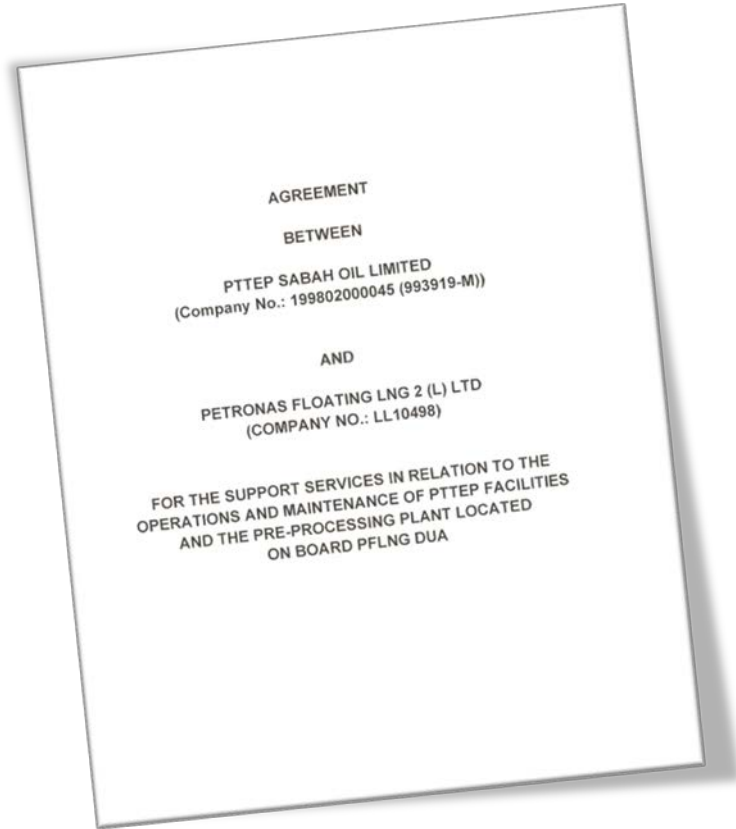 AGREEMENT
BETWEEN
PTTEP SABAH OIL LIMITED
(Company No.: 199802000045 (993919-M))
AND
PETRONAS FLOATING LNG 2 (L) LTD
(COMPANY NO.: LL10498)
FOR THE SUPPORT SERVICES IN RELATION TO THE
OPERATIONS AND MAINTENANCE OF PTTEP FACILITIES
AND THE PRE-PROCESSING PLANT LOCATED
ON BOARD PFLNG DUA